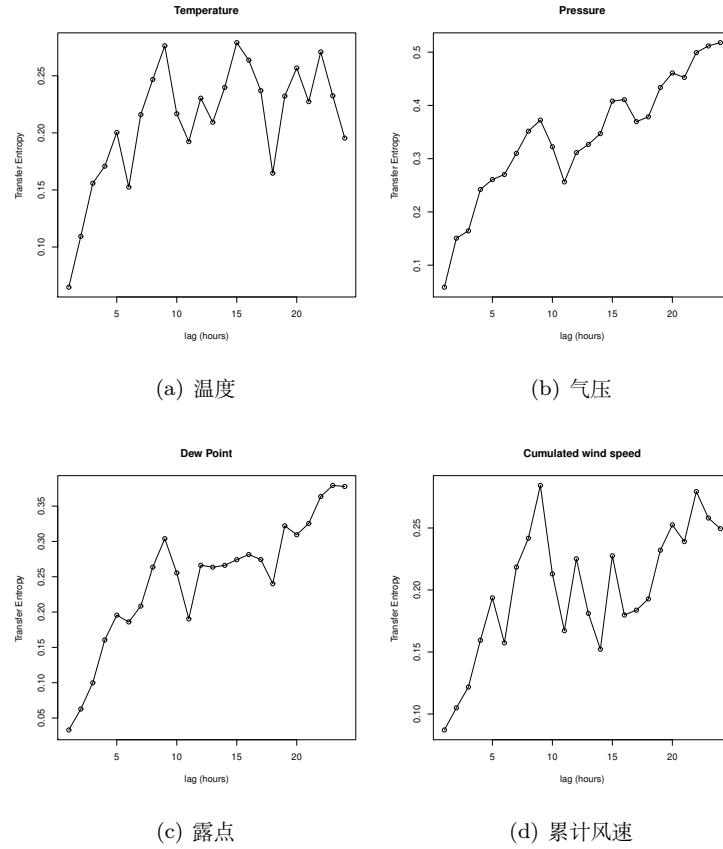 Temperature
Transfer Entropy
0.10
0.15
0.20
0.25
5
10
15
20
lag (hours)
(a) 温度
Pressure
Transfer Entropy
0.1
0.2
0.3
0.4
0.5
5
10
15
20
lag (hours)
(b) 气压
Dew Point
Transfer Entropy
0.05
0.10
0.15
0.20
0.25
0.30
0.35
5
10
15
20
lag (hours)
(c) 露点
Cumulated wind speed
Transfer Entropy
0.10
0.15
0.20
0.25
5
10
15
20
lag (hours)
(d) 累计风速